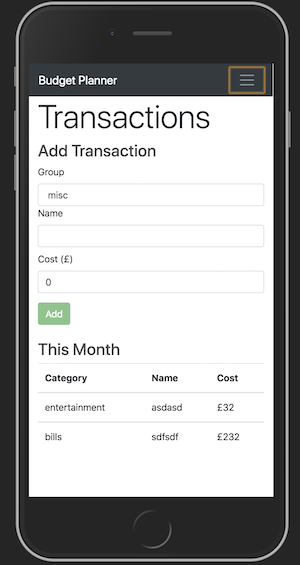 Budget Planner
Transactions
Add Transaction
Group
misc
Name
Cost (£)
0
Add
This Month
Category Name Cost
entertainment asdasd £32
bills sdfsdf £232